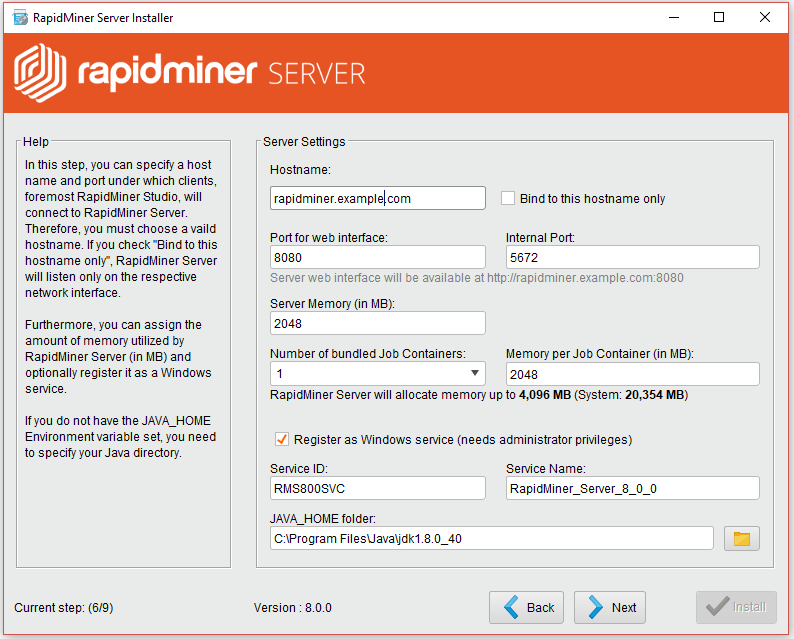 RapidMiner Server Installer
rapidminer SERVER
Help
In this step, you can specify a host
name and port under which clients,
foremost RapidMiner Studio, will
connect to RapidMiner Server.
Therefore, you must choose a vaild
hostname. If you check "Bind to this
hostname only", RapidMiner Server
will listen only on the respective
network interface.
Furthermore, you can assign the
amount of memory utilized by
RapidMiner Server (in MB) and
optionally register it as a Windows
service.
If you do not have the JAVA_HOME
Environment variable set, you need
to specify your Java directory.
Server Settings
Hostname:
rapidminer.example.com
Bind to this hostname only
Port for web interface:
Internal Port:
8080
5672
Server web interface will be available at http://rapidminer.example.com:8080
Server Memory (in MB):
2048
Number of bundled Job Containers:
Memory per Job Container (in MB):
1
2048
RapidMiner Server will allocate memory up to 4,096 MB (System: 20,354 MB)
Register as Windows service (needs administrator privileges)
Service ID:
Service Name:
RMS800SVC
RapidMiner_Server_8_0_0
JAVA_HOME folder:
C:\Program Files\Java\jdk1.8.0_40
Current step: (6/9)
Version : 8.0.0
Back
Next
Install